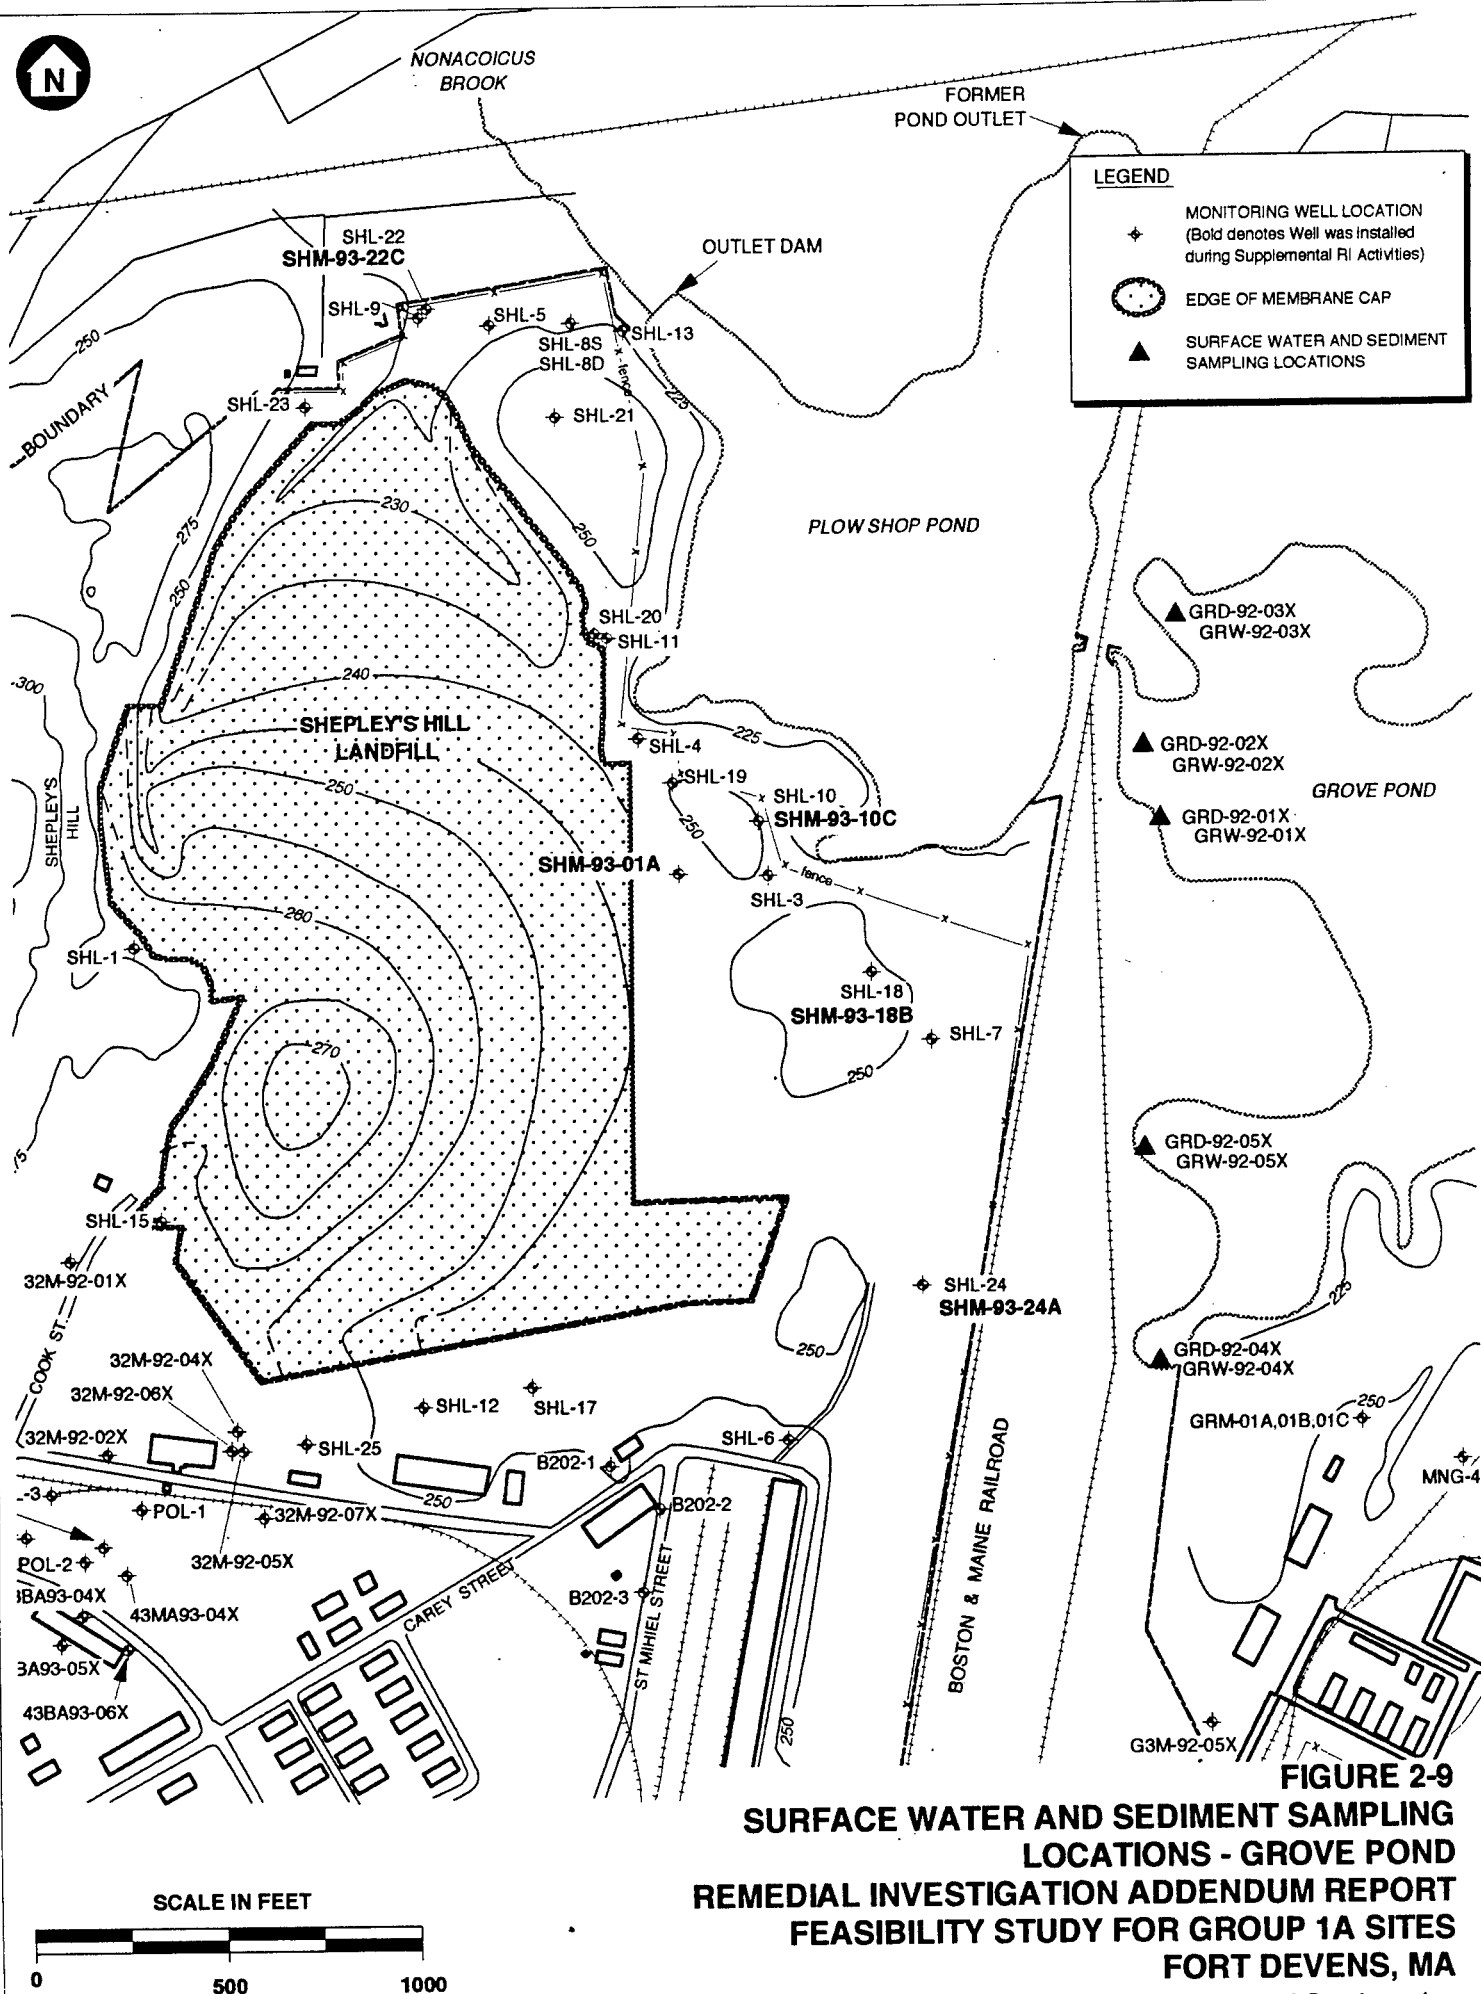 N
NONACOICUS
BROOK
FORMER
POND OUTLET
LEGEND
MONITORING WELL LOCATION
(Bold denotes Well was installed
during Supplemental RI Activities)
EDGE OF MEMBRANE CAP
SURFACE WATER AND SEDIMENT
SAMPLING LOCATIONS
SHL-22
SHM-93-22C
OUTLET DAM
SHL-9
SHL-5
SHL-8S
SHL-8D
SHL-13
250
fence
225
BOUNDARY
SHL-23
SHL-21
275
230
250
PLOW SHOP POND
250
GRD-92-03X
GRW-92-03X
SHL-20
SHL-11
300
240
SHEPLEY'S HILL
LANDFILL
SHL-4
225
GRD-92-02X
GRW-92-02X
SHL-19
250
SHL-10
SHM-93-10C
GROVE POND
GRD-92-01X
GRW-92-01X
SHEPLEY'S
HILL
250
SHM-93-01A
fence
SHL-3
260
SHL-1
SHL-18
SHM-93-18B
SHL-7
270
250
GRD-92-05X
GRW-92-05X
SHL-15
32M-92-01X
SHL-24
SHM-93-24A
225
COOK ST.
250
GRD-92-04X
GRW-92-04X
32M-92-04X
32M-92-06X
SHL-12
SHL-17
250
GRM-01A,01B,01C
32M-92-02X
SHL-25
SHL-6
B202-1
MNG-4
-3
250
POL-1
32M-92-07X
B202-2
POL-2
32M-92-05X
BA93-04X
43MA93-04X
CAREY STREET
B202-3
ST MIHIEL STREET
BOSTON & MAINE RAILROAD
BA93-05X
43BA93-06X
250
G3M-92-05X
FIGURE 2-9
SURFACE WATER AND SEDIMENT SAMPLING
LOCATIONS - GROVE POND
REMEDIAL INVESTIGATION ADDENDUM REPORT
FEASIBILITY STUDY FOR GROUP 1A SITES
FORT DEVENS, MA
SCALE IN FEET
0 500 1000